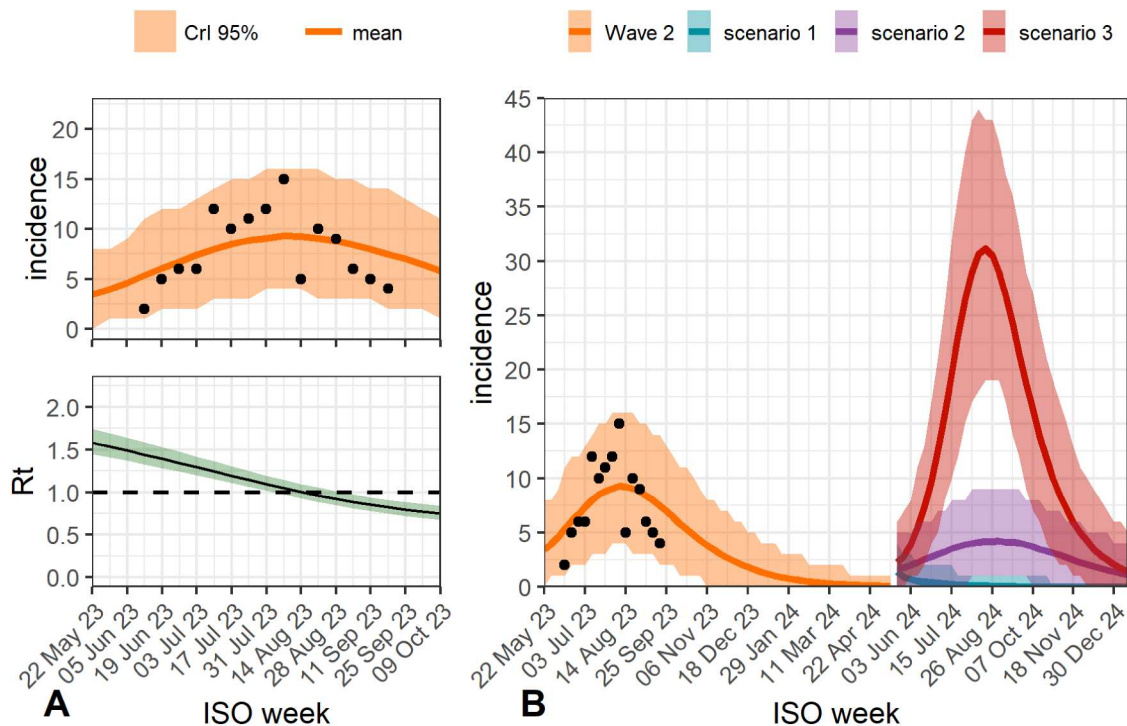 CrI 95% mean
Wave 2 scenario 1 scenario 2 scenario 3
incidence
20
15
10
5
0
Rt
2.0
1.5
1.0
0.5
0.0
22 May 23
05 Jun 23
19 Jun 23
03 Jul 23
17 Jul 23
31 Jul 23
14 Aug 23
28 Aug 23
11 Sep 23
25 Sep 23
09 Oct 23
A
ISO week
incidence
45
40
35
30
25
20
15
10
5
0
22 May 23
03 Jul 23
14 Aug 23
25 Sep 23
06 Nov 23
18 Dec 23
29 Jan 24
11 Mar 24
22 Apr 24
03 Jun 24
15 Jul 24
26 Aug 24
07 Oct 24
18 Nov 24
30 Dec 24
B
ISO week